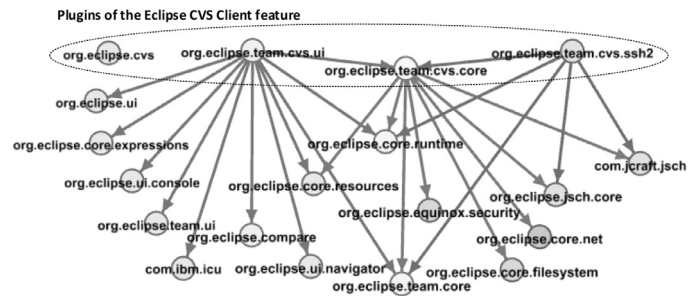 Plugins of the Eclipse CVS Client feature
org.eclipse.cvs
org.eclipse.team.cvs.ui
org.eclipse.team.cvs.core
org.eclipse.team.cvs.ssh2
org.eclipse.ui
org.eclipse.core.expressions
org.eclipse.core.runtime
com.jcraft.jsch
org.eclipse.ui.console
org.eclipse.core.resources
org.eclipse.jsch.core
org.eclipse.equinox.security
org.eclipse.team.ui
org.eclipse.compare
org.eclipse.core.net
com.ibm.icu
org.eclipse.ui.navigator
org.eclipse.core.filesystem
org.eclipse.team.core